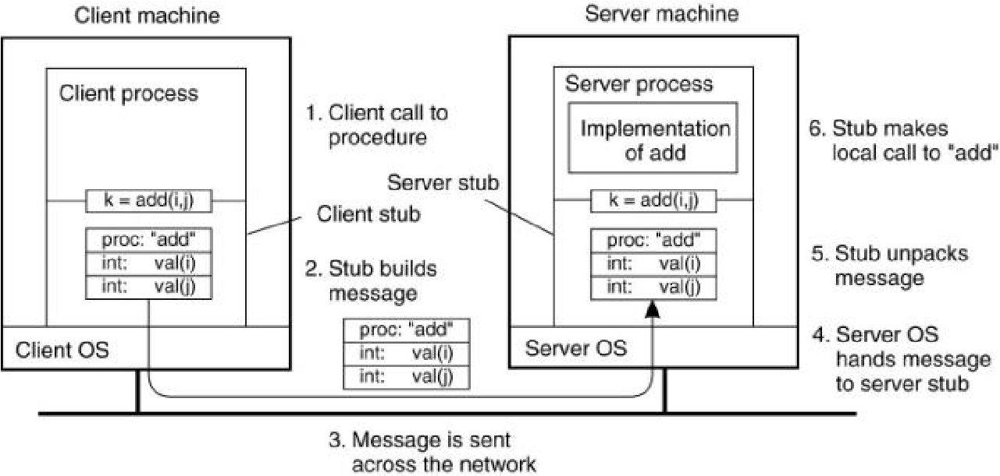 Client machine
Server machine
Client process
1. Client call to
procedure
Server process
Implementation
of add
6. Stub makes
local call to "add"
Server stub
k = add(i,j)
k = add(i,j)
Client stub
proc: "add"
int: val(i)
int: val(j)
proc: "add"
int: val(i)
int: val(j)
2. Stub builds
message
5. Stub unpacks
message
proc: "add"
int: val(i)
int: val(j)
Client OS
Server OS
4. Server OS
hands message
to server stub
3. Message is sent
across the network